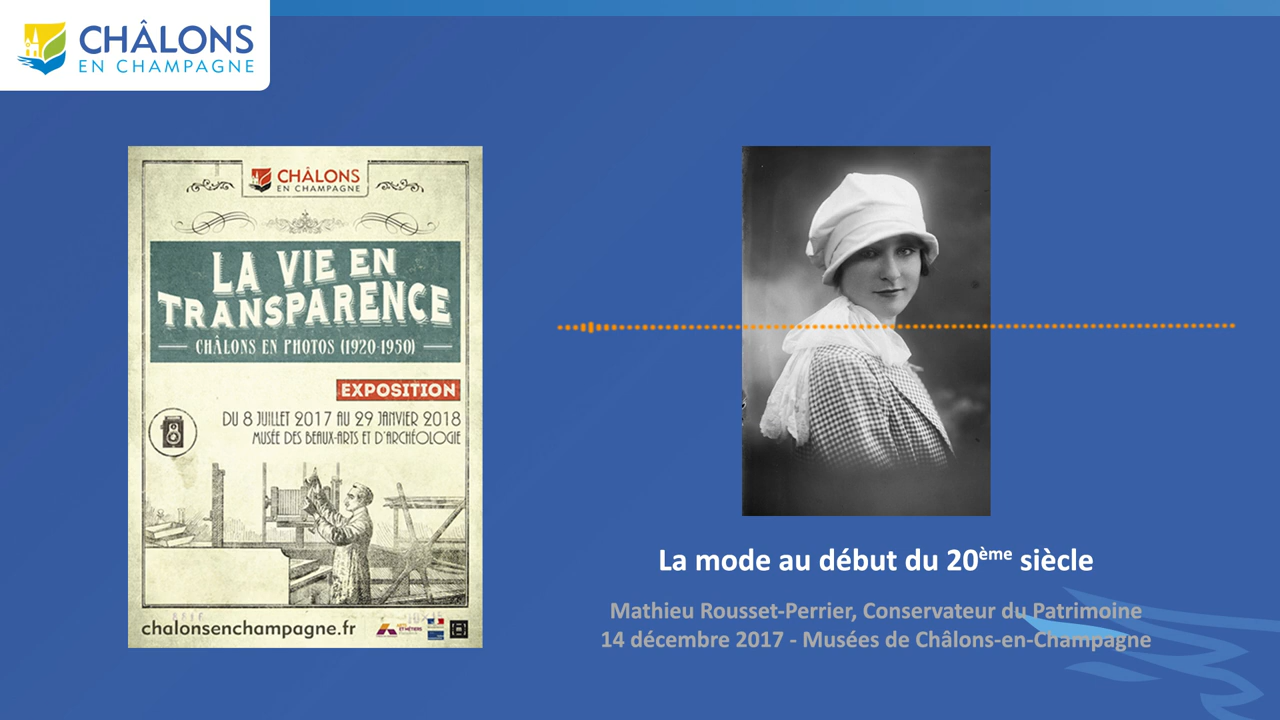 CHÂLONS
EN CHAMPAGNE
CHÂLONS
EN CHAMPAGNE
LA VIE EN
TRANSPARENCE
CHÂLONS EN PHOTOS (1920-1950)
EXPOSITION
DU 8 JUILLET 2017 AU 29 JANVIER 2018
MUSÉE DES BEAUX-ARTS ET D'ARCHÉOLOGIE
chalonsenchampagne.fr
La mode au début du 20ème siècle
Mathieu Rousset-Perrier, Conservateur du Patrimoine
14 décembre 2017 - Musées de Châlons-en-Champagne